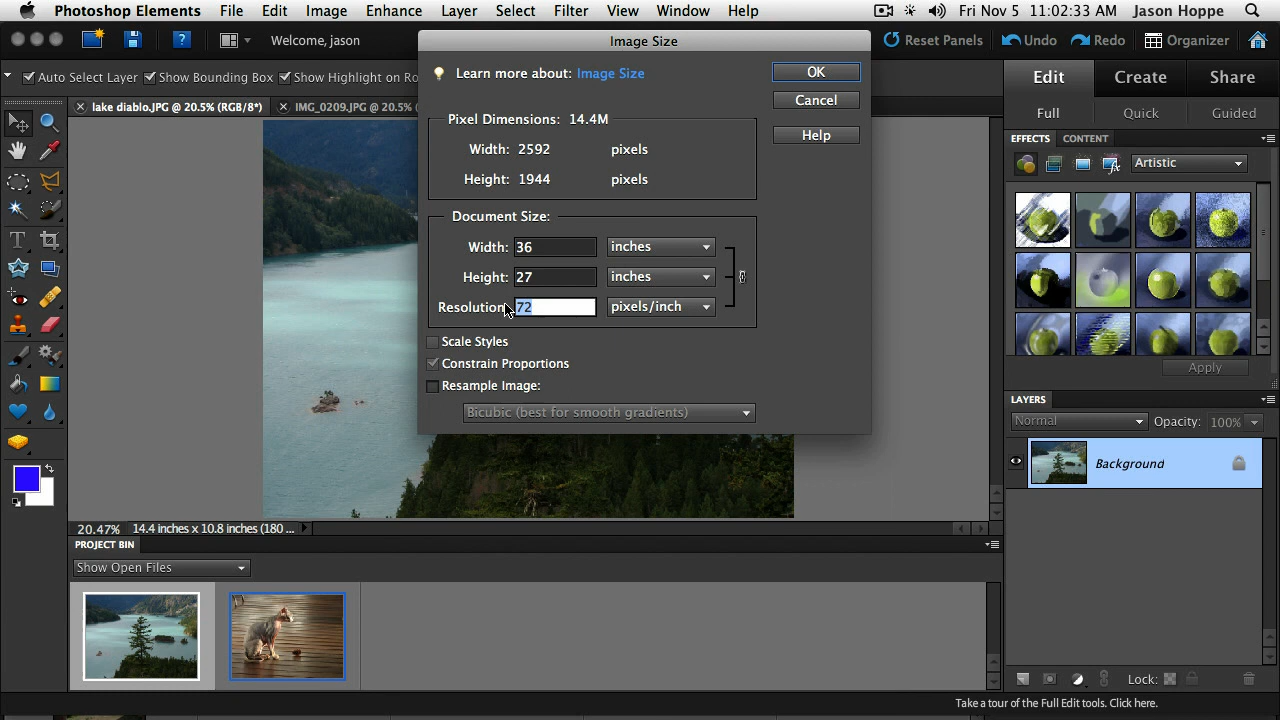 Photoshop Elements File Edit Image Enhance Layer Select Filter View Window Help Fri Nov 5 11:02:33 AM Jason Hoppe
Welcome, jason Reset Panels Undo Redo Organizer
Auto Select Layer Show Bounding Box Show Highlight on Ro
Image Size
Learn more about: Image Size
OK
Cancel
Help
Edit Create Share
Full Quick Guided
lake diablo.JPG @ 20.5% (RGB/8*) IMG_0209.JPG @ 20.5%
EFFECTS CONTENT
Artistic
Pixel Dimensions: 14.4M
Width: 2592 pixels
Height: 1944 pixels
Document Size:
Width: 36 inches
Height: 27 inches
Resolution 72 pixels/inch
Scale Styles
Constrain Proportions
Resample Image:
Bicubic (best for smooth gradients)
Apply
LAYERS
Normal Opacity: 100%
Background
20.47% 14.4 inches x 10.8 inches (180 ...
PROJECT BIN
Show Open Files
Lock:
Take a tour of the Full Edit tools. Click here.